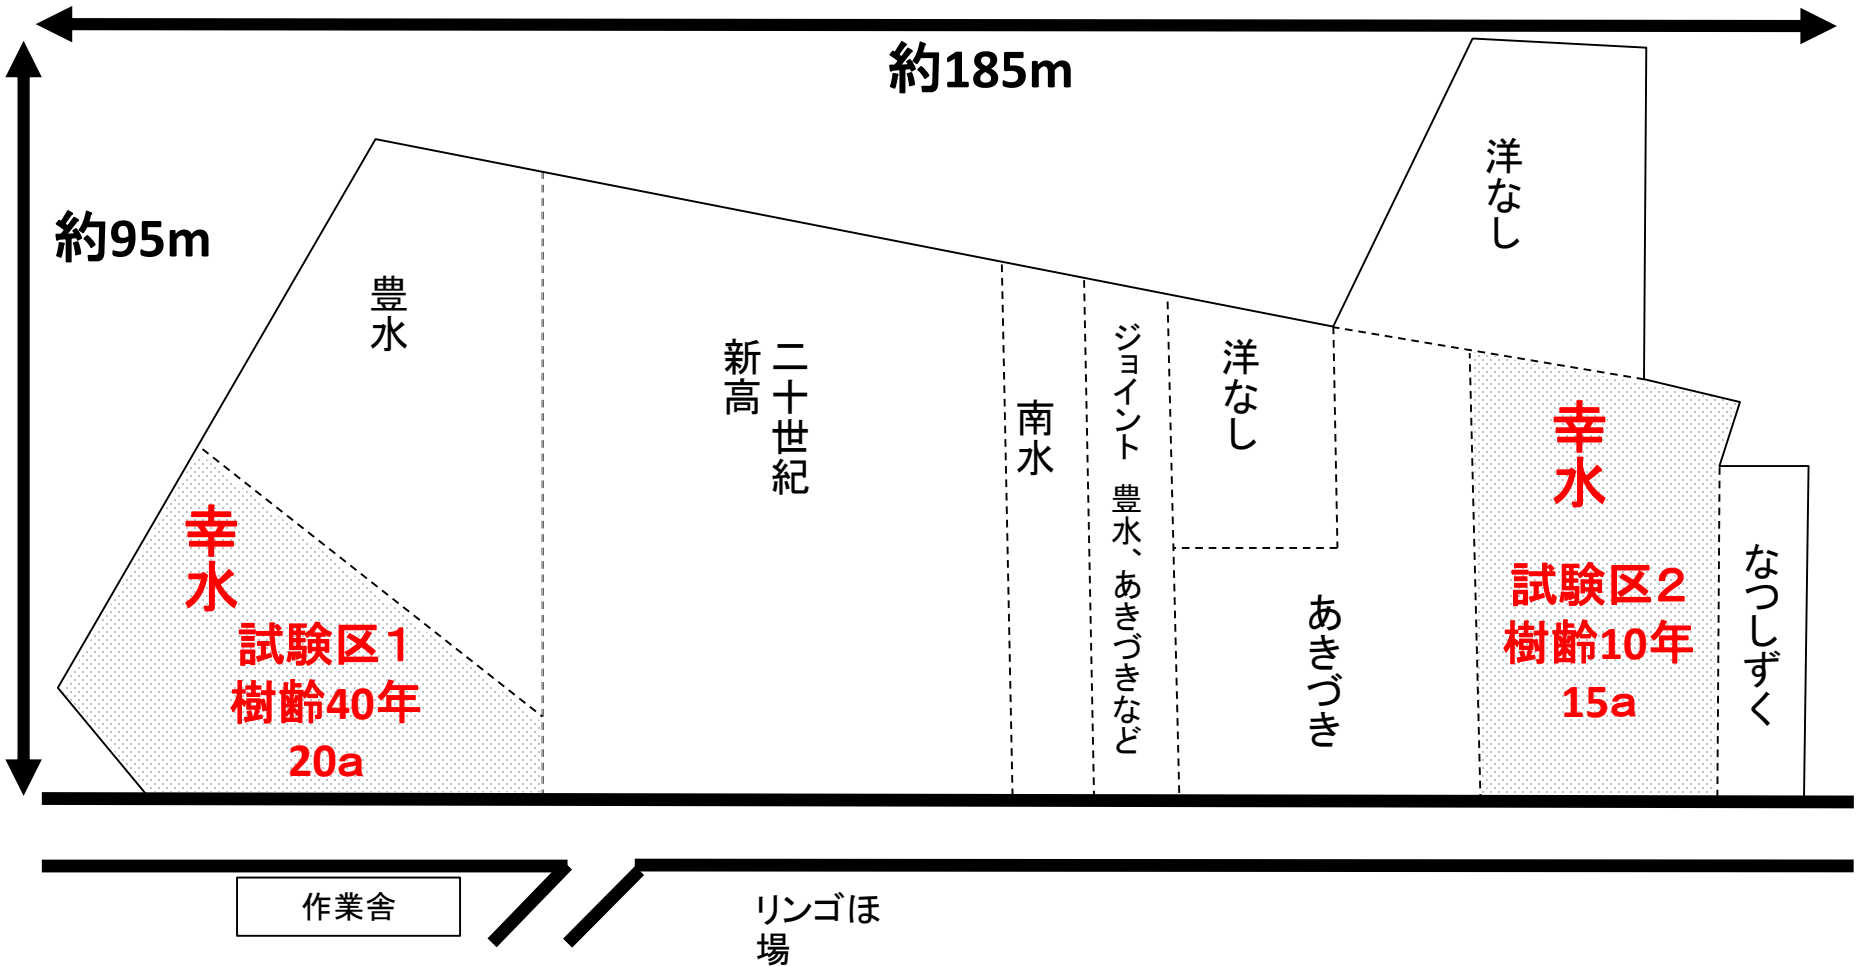 約185m
約95m
洋なし
豊水
二十世紀
新高
南水
ジョイント 豊水、あきづきなど
洋なし
あきづき
幸水
試験区1
樹齢40年
20a
幸水
試験区2
樹齢10年
15a
なつしずく
作業舎
リンゴほ
場